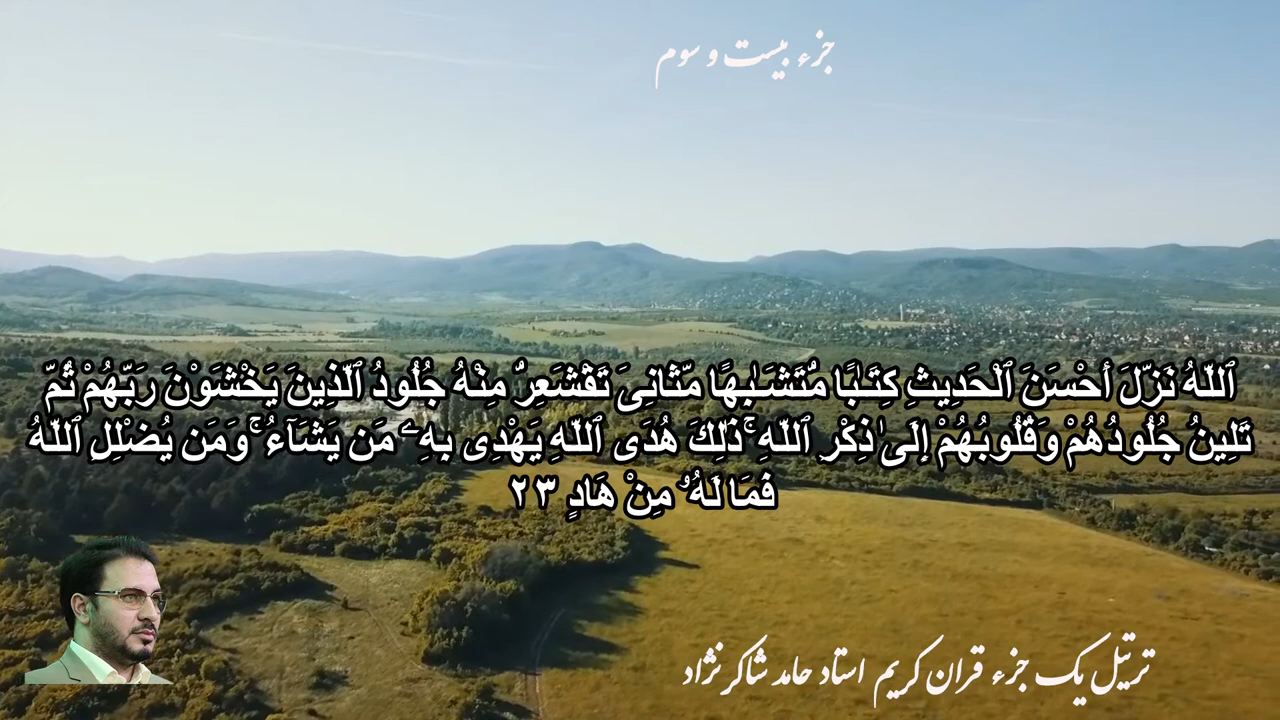 جزء بیست و سوم
ٱللَّهُ نَزَّلَ أَحْسَنَ ٱلْحَدِيثِ كِتَٰبًا مُّتَشَٰبِهًا مَّثَانِىَ تَقْشَعِرُّ مِنْهُ جُلُودُ ٱلَّذِينَ يَخْشَوْنَ رَبَّهُمْ ثُمَّ
تَلِينُ جُلُودُهُمْ وَقُلُوبُهُمْ إِلَىٰ ذِكْرِ ٱللَّهِ ۚ ذَٰلِكَ هُدَى ٱللَّهِ يَهْدِى بِهِۦ مَن يَشَآءُ ۚ وَمَن يُضْلِلِ ٱللَّهُ
فَمَا لَهُۥ مِنْ هَادٍ ٢٣
ترتیل یک جزء قران کریم استاد حامد شاکرنژاد